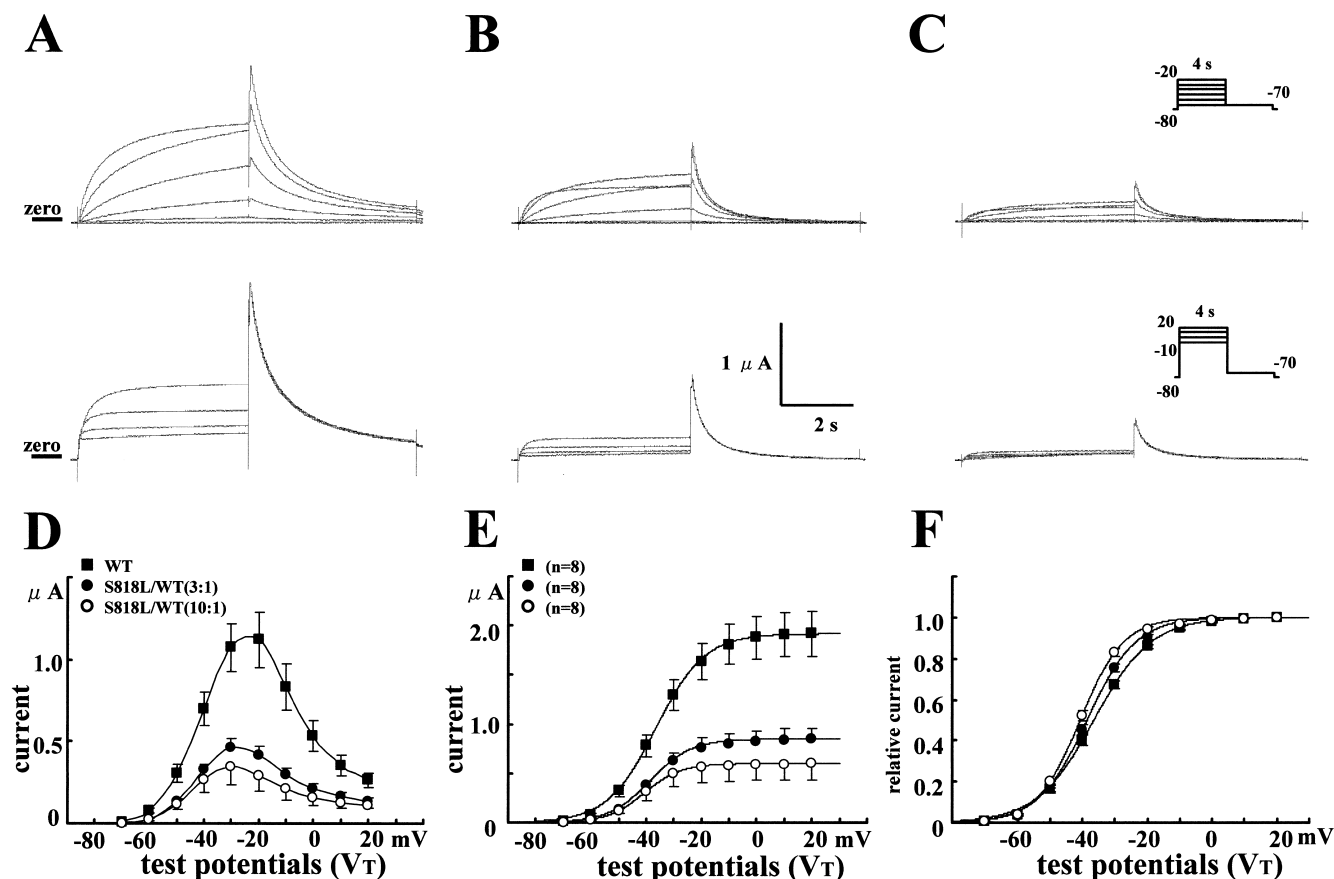 A
B
C
-20
4 s
-70
-80
zero
20
4 s
-10
-70
-80
1 μ A
2 s
zero
D
E
F
WT
S818L/WT(3:1)
S818L/WT(10:1)
(n=8)
(n=8)
(n=8)
μ A
1.0
0.5
0
current
-80 -60 -40 -20 0 20 mV
test potentials (VT)
μ A
2.0
1.0
0
current
-80 -60 -40 -20 0 20 mV
test potentials (VT)
1.0
0.8
0.6
0.4
0.2
0
relative current
-60 -40 -20 0 20 mV
test potentials (VT)